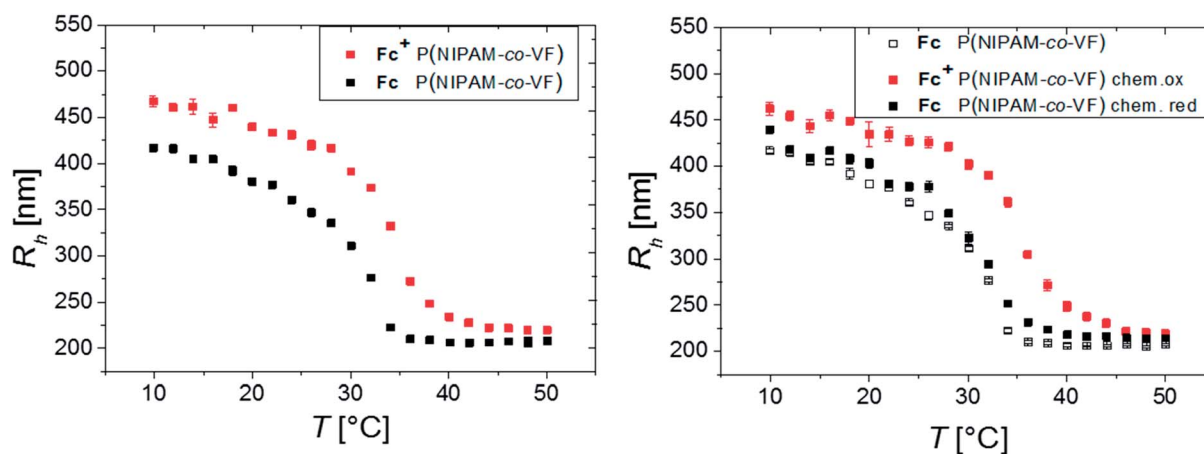 550
500
450
400
350
300
250
200
R_h [nm]
Fc⁺ P(NIPAM-co-VF)
Fc P(NIPAM-co-VF)
10 20 30 40 50
T [°C]
550
500
450
400
350
300
250
200
R_h [nm]
Fc P(NIPAM-co-VF)
Fc⁺ P(NIPAM-co-VF) chem.ox
Fc P(NIPAM-co-VF) chem. red
10 20 30 40 50
T [°C]